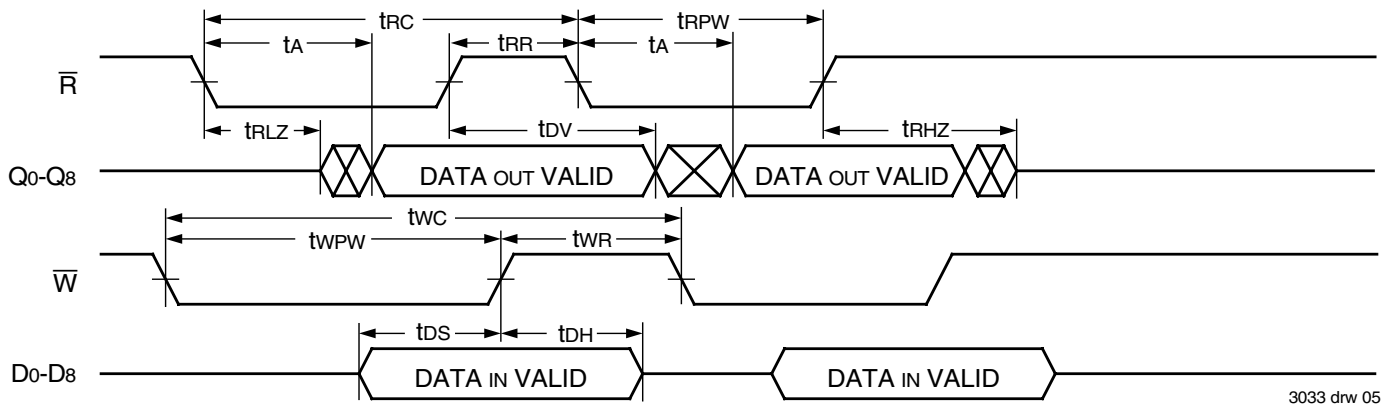 tRC tRPW
tA tRR tA
R̅
tRLZ tDV tRHZ
Q0-Q8 DATA OUT VALID DATA OUT VALID
tWC
tWPW tWR
W̅
tDS tDH
D0-D8 DATA IN VALID DATA IN VALID
3033 drw 05